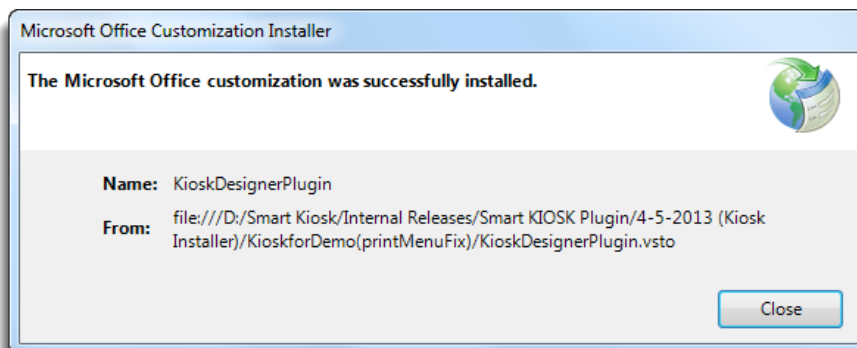 Microsoft Office Customization Installer
The Microsoft Office customization was successfully installed.
Name: KioskDesignerPlugin
From: file:///D:/Smart Kiosk/Internal Releases/Smart KIOSK Plugin/4-5-2013 (Kiosk
Installer)/KioskforDemo(printMenuFix)/KioskDesignerPlugin.vsto
Close